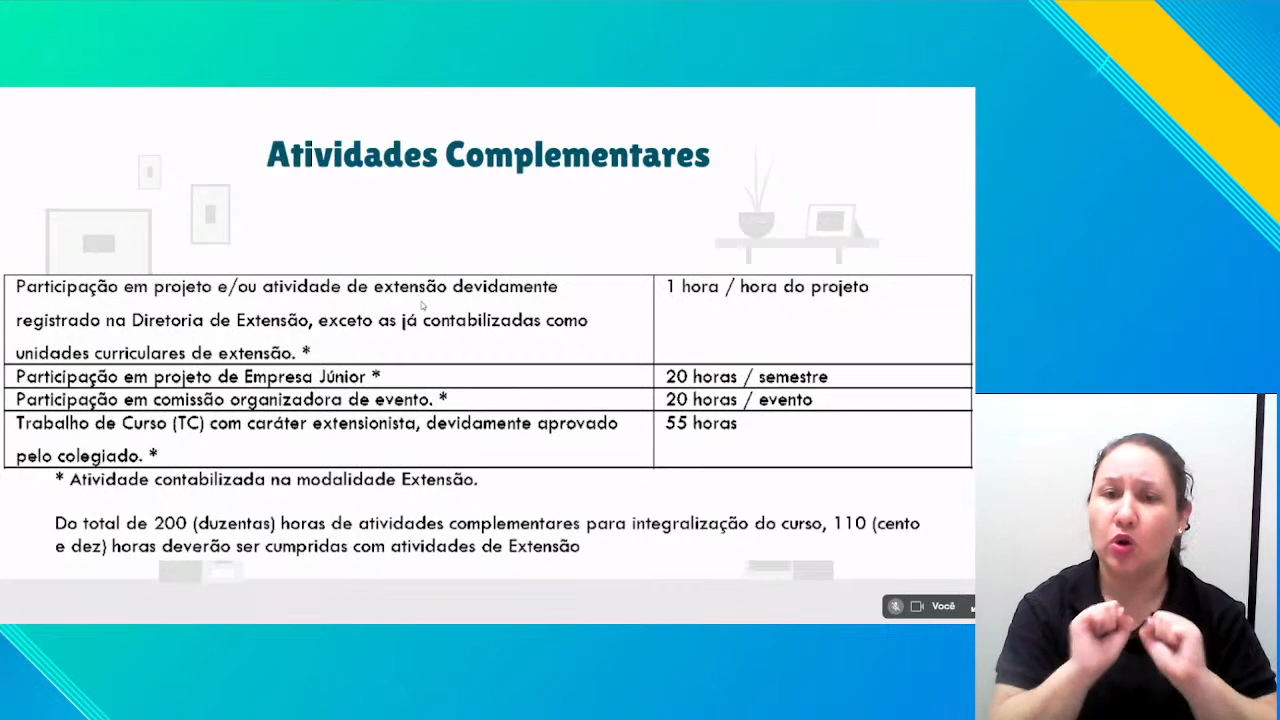 Atividades Complementares
Participação em projeto e/ou atividade de extensão devidamente
registrado na Diretoria de Extensão, exceto as já contabilizadas como
unidades curriculares de extensão. *
1 hora / hora do projeto
Participação em projeto de Empresa Júnior *
20 horas / semestre
Participação em comissão organizadora de evento. *
20 horas / evento
Trabalho de Curso (TC) com caráter extensionista, devidamente aprovado
pelo colegiado. *
55 horas
* Atividade contabilizada na modalidade Extensão.
Do total de 200 (duzentas) horas de atividades complementares para integralização do curso, 110 (cento
e dez) horas deverão ser cumpridas com atividades de Extensão
Você